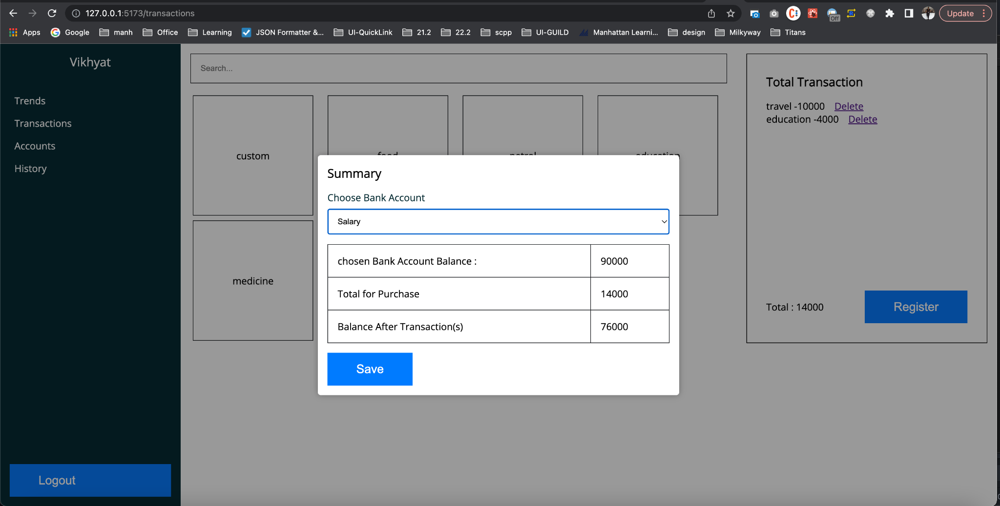 127.0.0.1:5173/transactions
Off
Update
Apps
Google
manh
Office
Learning
JSON Formatter &...
UI-QuickLink
21.2
22.2
scpp
UI-GUILD
Manhattan Learni...
design
Milkyway
Titans
Vikhyat
Trends
Transactions
Accounts
History
Logout
Search...
custom
food
petrol
education
medicine
Summary
Choose Bank Account
Salary
chosen Bank Account Balance : 90000
Total for Purchase 14000
Balance After Transaction(s) 76000
Save
Total Transaction
travel -10000 Delete
education -4000 Delete
Total : 14000
Register